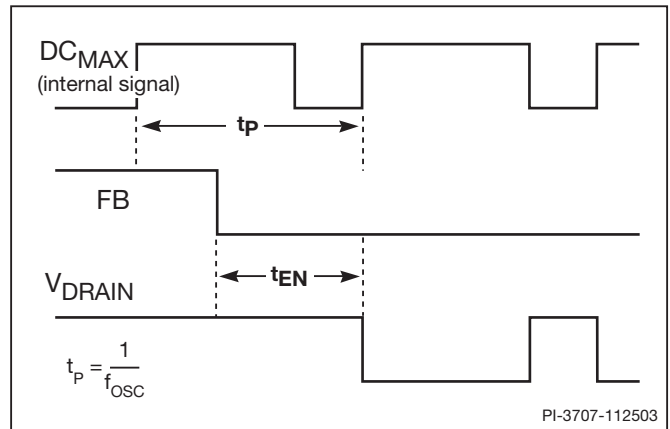 DCMAX
(internal signal)
tP
FB
tEN
VDRAIN
tP = 1/fOSC
PI-3707-112503